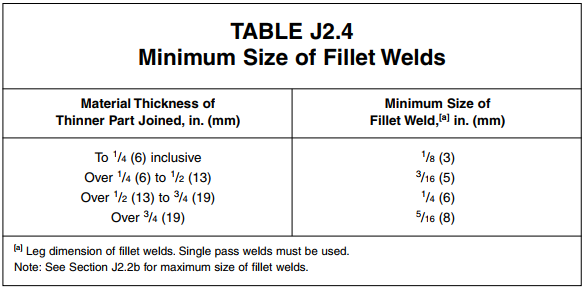 TABLE J2.4
Minimum Size of Fillet Welds
Material Thickness of Thinner Part Joined, in. (mm)
Minimum Size of Fillet Weld,[a] in. (mm)
To 1/4 (6) inclusive 1/8 (3)
Over 1/4 (6) to 1/2 (13) 3/16 (5)
Over 1/2 (13) to 3/4 (19) 1/4 (6)
Over 3/4 (19) 5/16 (8)
[a] Leg dimension of fillet welds. Single pass welds must be used.
Note: See Section J2.2b for maximum size of fillet welds.